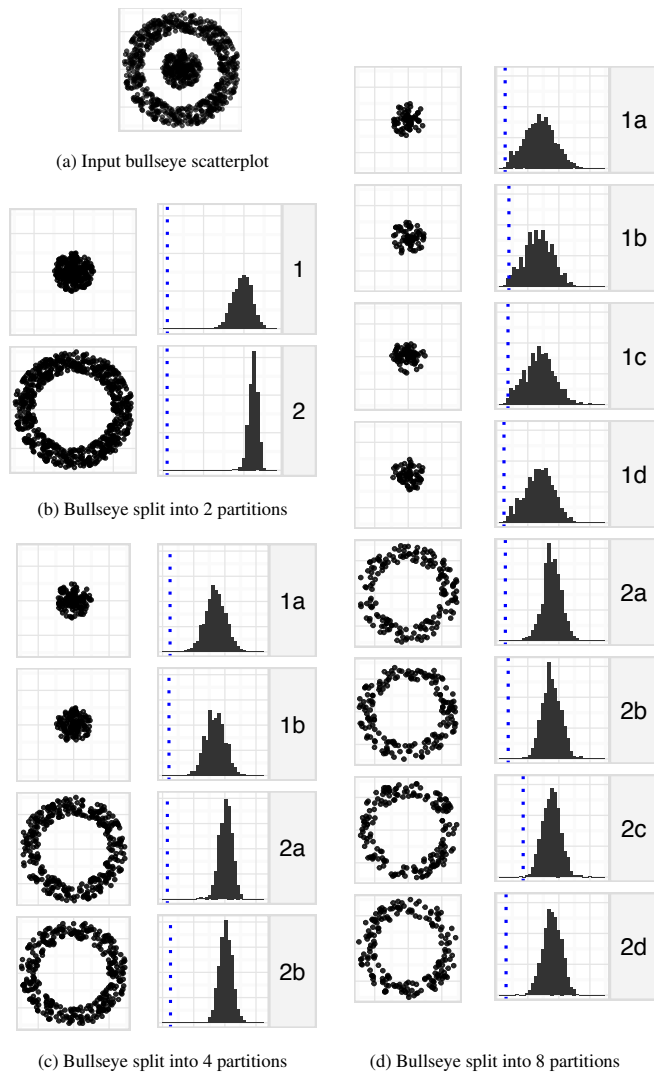 (a) Input bullseye scatterplot
1
2
(b) Bullseye split into 2 partitions
1a
1b
2a
2b
(c) Bullseye split into 4 partitions
1a
1b
1c
1d
2a
2b
2c
2d
(d) Bullseye split into 8 partitions